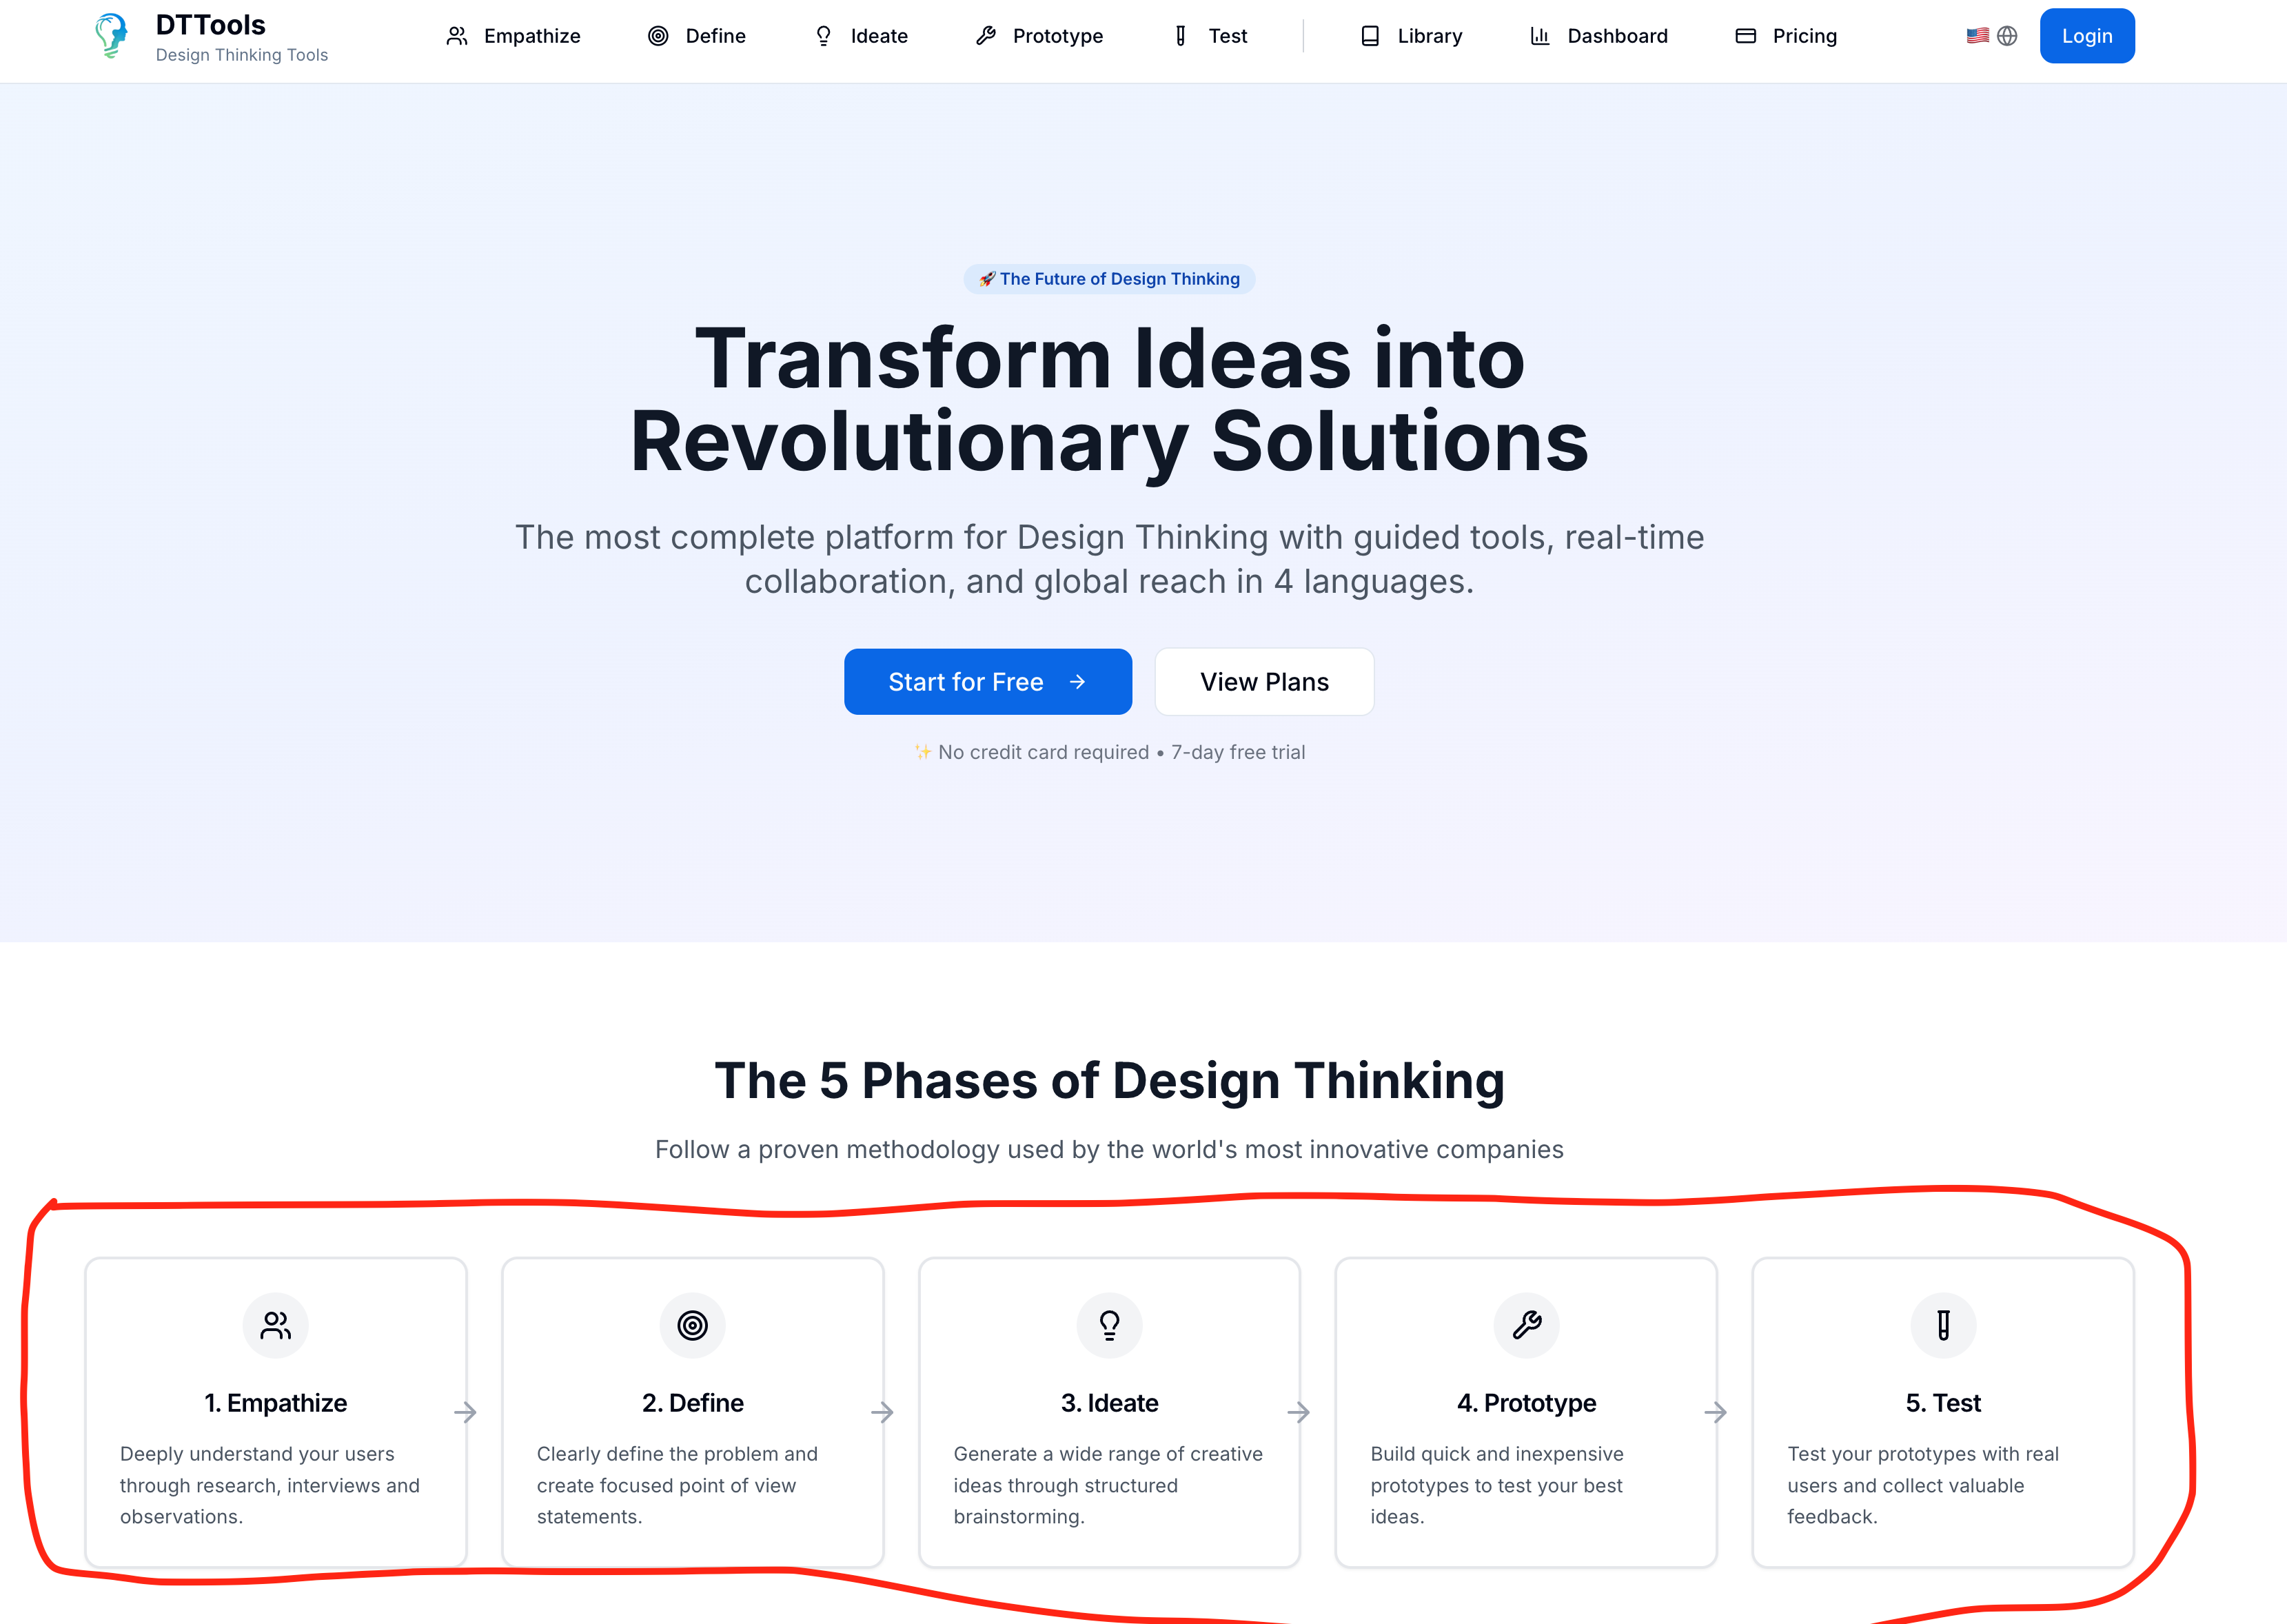 DTTools
Design Thinking Tools
Empathize
Define
Ideate
Prototype
Test
Library
Dashboard
Pricing
Login
🚀 The Future of Design Thinking
Transform Ideas into
Revolutionary Solutions
The most complete platform for Design Thinking with guided tools, real-time
collaboration, and global reach in 4 languages.
Start for Free →
View Plans
✨ No credit card required • 7-day free trial
The 5 Phases of Design Thinking
Follow a proven methodology used by the world's most innovative companies
1. Empathize
Deeply understand your users
through research, interviews and
observations.
2. Define
Clearly define the problem and
create focused point of view
statements.
3. Ideate
Generate a wide range of creative
ideas through structured
brainstorming.
4. Prototype
Build quick and inexpensive
prototypes to test your best
ideas.
5. Test
Test your prototypes with real
users and collect valuable
feedback.